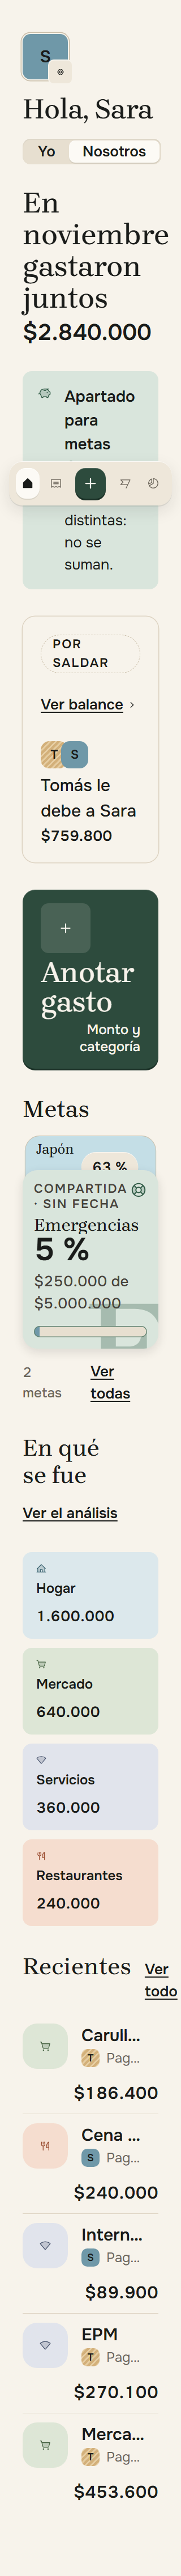 S
Hola, Sara
Yo Nosotros
En
noviembre
gastaron
juntos
$2.840.000
Apartado
para
metas
distintas:
no se
suman.
POR
SALDAR
Ver balance ›
T S
Tomás le
debe a Sara
$759.800
+
Anotar
gasto
Monto y
categoría
Metas
Japón
63 %
COMPARTIDA
· SIN FECHA
Emergencias
5 %
$250.000 de
$5.000.000
E
2
metas
Ver
todas
En qué
se fue
Ver el análisis
Hogar
1.600.000
Mercado
640.000
Servicios
360.000
Restaurantes
240.000
Recientes
Ver
todo
Carull...
T Pag...
$186.400
Cena ...
S Pag...
$240.000
Intern...
S Pag...
$89.900
EPM
T Pag...
$270.100
Merca...
T Pag...
$453.600